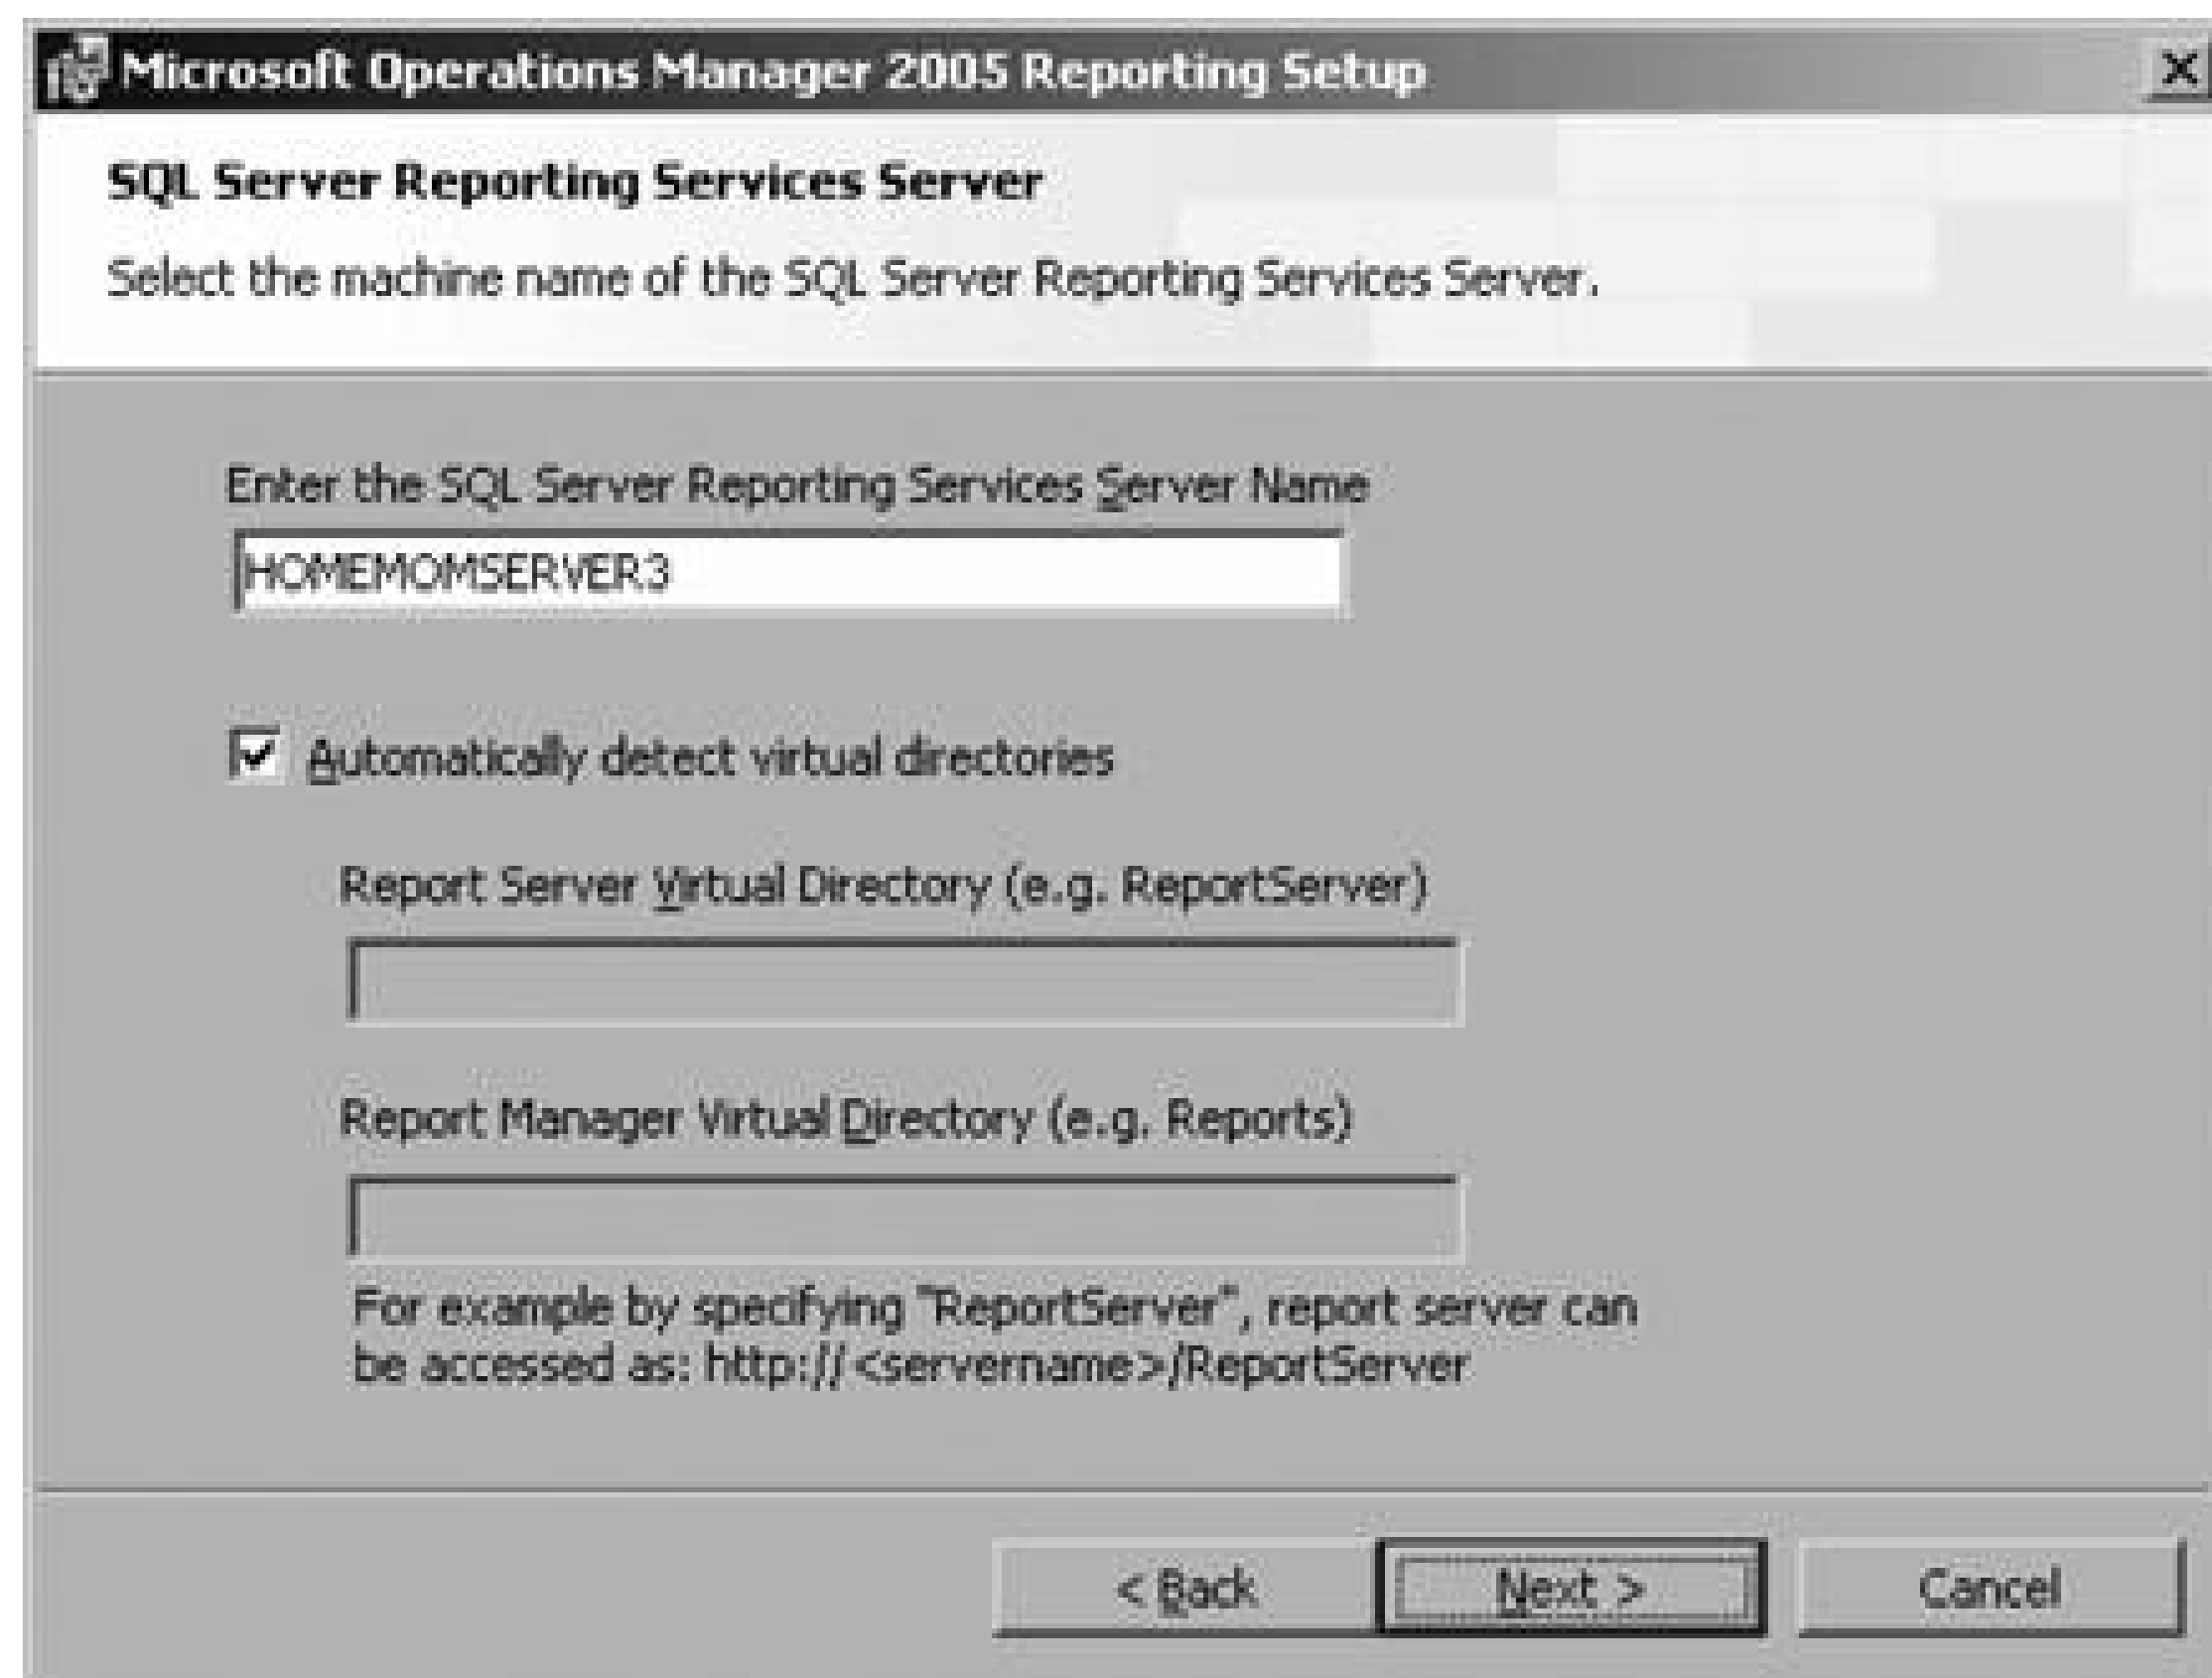 Microsoft Operations Manager 2005 Reporting Setup
SQL Server Reporting Services Server
Select the machine name of the SQL Server Reporting Services Server.
Enter the SQL Server Reporting Services Server Name
HOMEMOMSERVER3
Automatically detect virtual directories
Report Server Virtual Directory (e.g. ReportServer)
Report Manager Virtual Directory (e.g. Reports)
For example by specifying "ReportServer", report server can
be accessed as: http://<servername>/ReportServer
< Back Next > Cancel